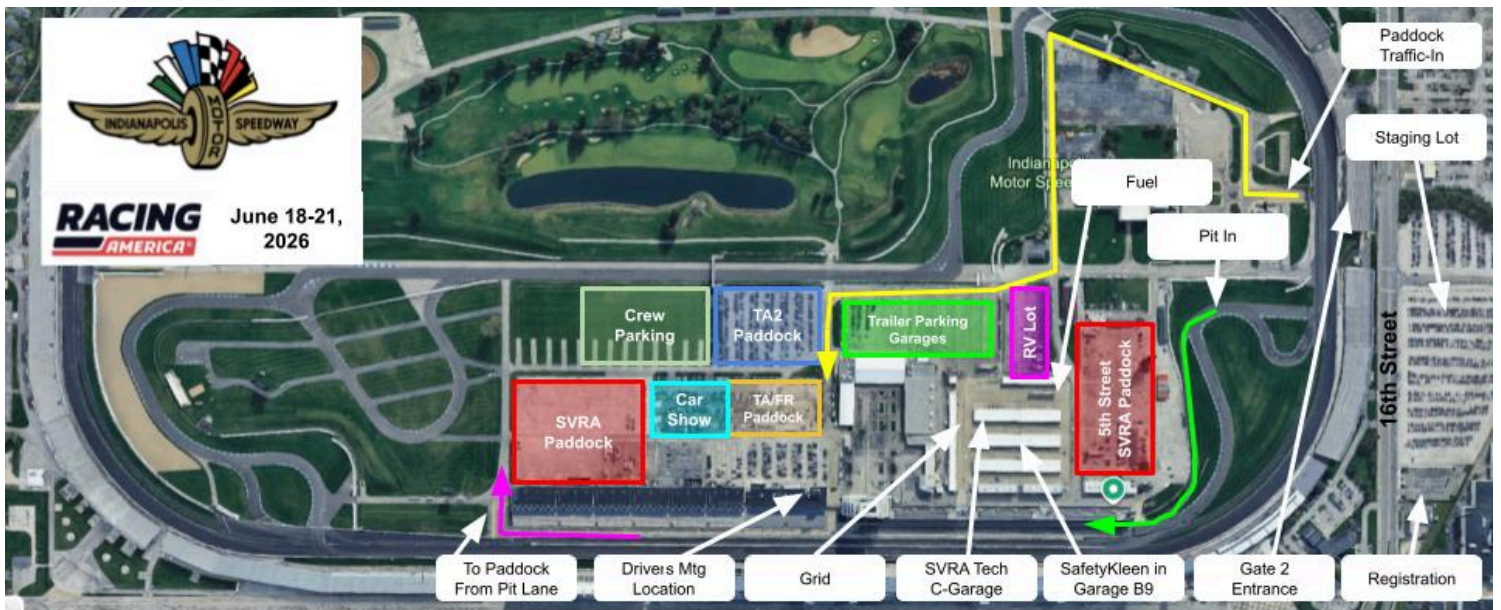 INDIANAPOLIS
MOTOR
SPEEDWAY
RACING
AMERICA
June 18-21,
2026
Paddock
Traffic-In
Staging Lot
Fuel
Pit In
Crew
Parking
TA2
Paddock
Trailer Parking
Garages
RV Lot
5th Street
SVRA Paddock
16th Street
SVRA
Paddock
Car
Show
TA/FR
Paddock
To Paddock
From Pit Lane
Drivers Mtg
Location
Grid
SVRA Tech
C-Garage
SafetyKleen in
Garage B9
Gate 2
Entrance
Registration